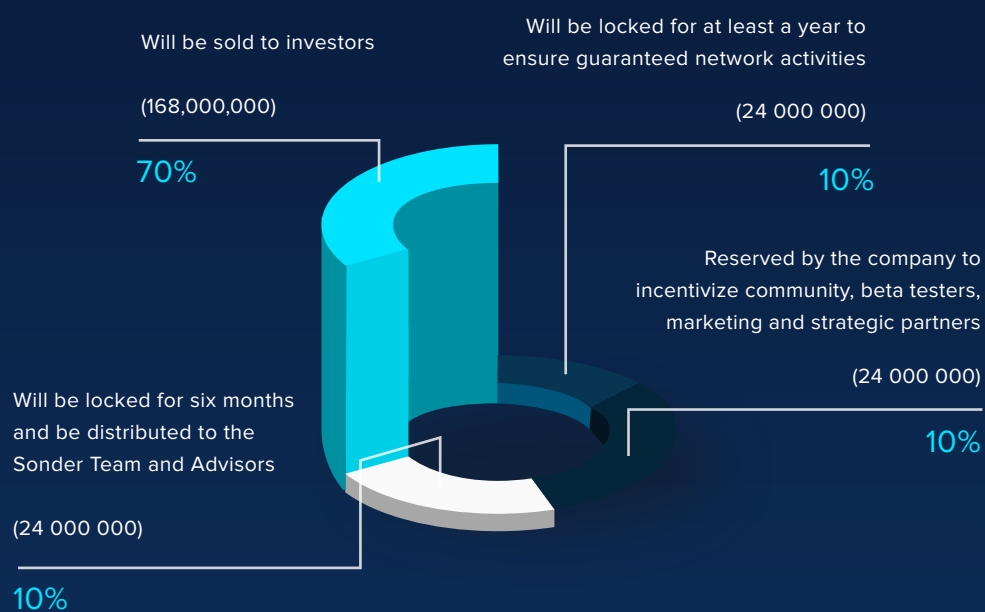 Will be sold to investors
(168,000,000)
70%
Will be locked for at least a year to
ensure guaranteed network activities
(24 000 000)
10%
Reserved by the company to
incentivize community, beta testers,
marketing and strategic partners
(24 000 000)
10%
Will be locked for six months
and be distributed to the
Sonder Team and Advisors
(24 000 000)
10%